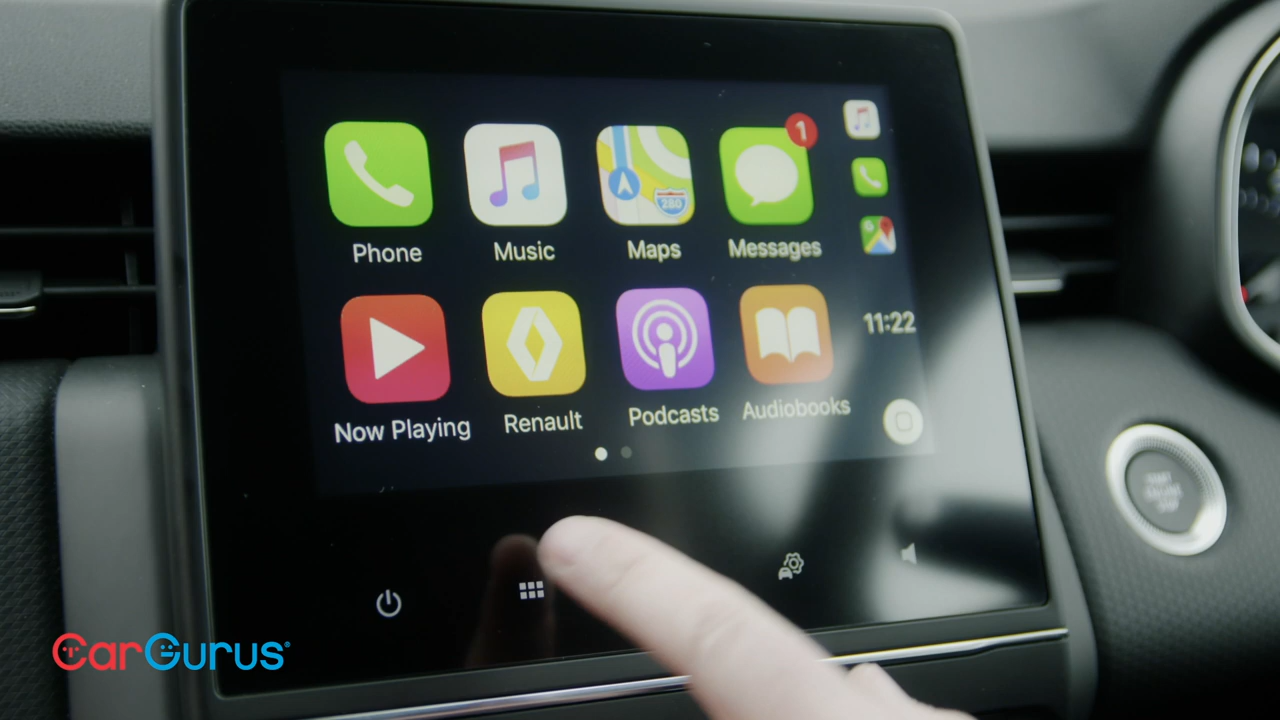 1
Phone Music Maps Messages
280
Now Playing Renault Podcasts Audiobooks
11:22
CarGurus